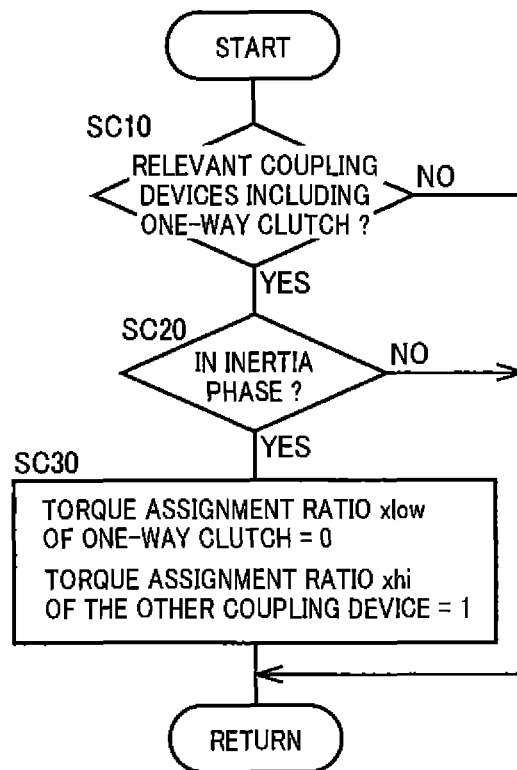 START
SC10
RELEVANT COUPLING
DEVICES INCLUDING
ONE-WAY CLUTCH ?
NO
YES
SC20
IN INERTIA
PHASE ?
NO
YES
SC30
TORQUE ASSIGNMENT RATIO xlow
OF ONE-WAY CLUTCH = 0
TORQUE ASSIGNMENT RATIO xhi
OF THE OTHER COUPLING DEVICE = 1
RETURN